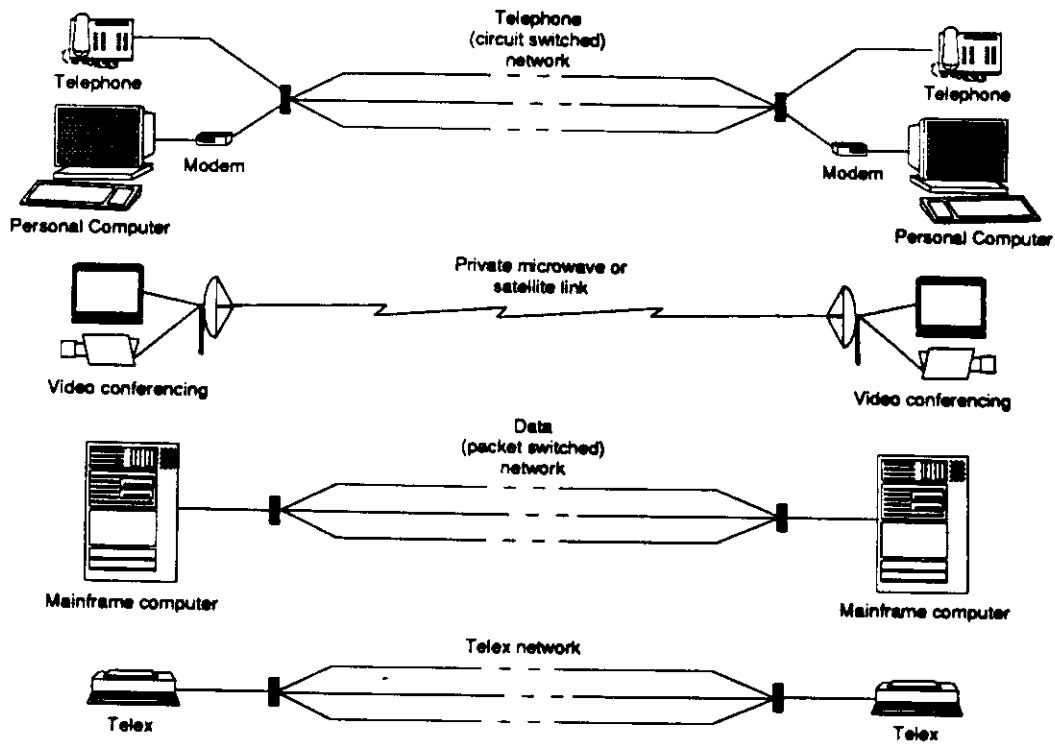 Telephone
(circuit switched)
network
Telephone
Telephone
Modem
Modem
Personal Computer
Personal Computer
Private microwave or
satellite link
Video conferencing
Video conferencing
Data
(packet switched)
network
Mainframe computer
Mainframe computer
Telex network
Telex
Telex